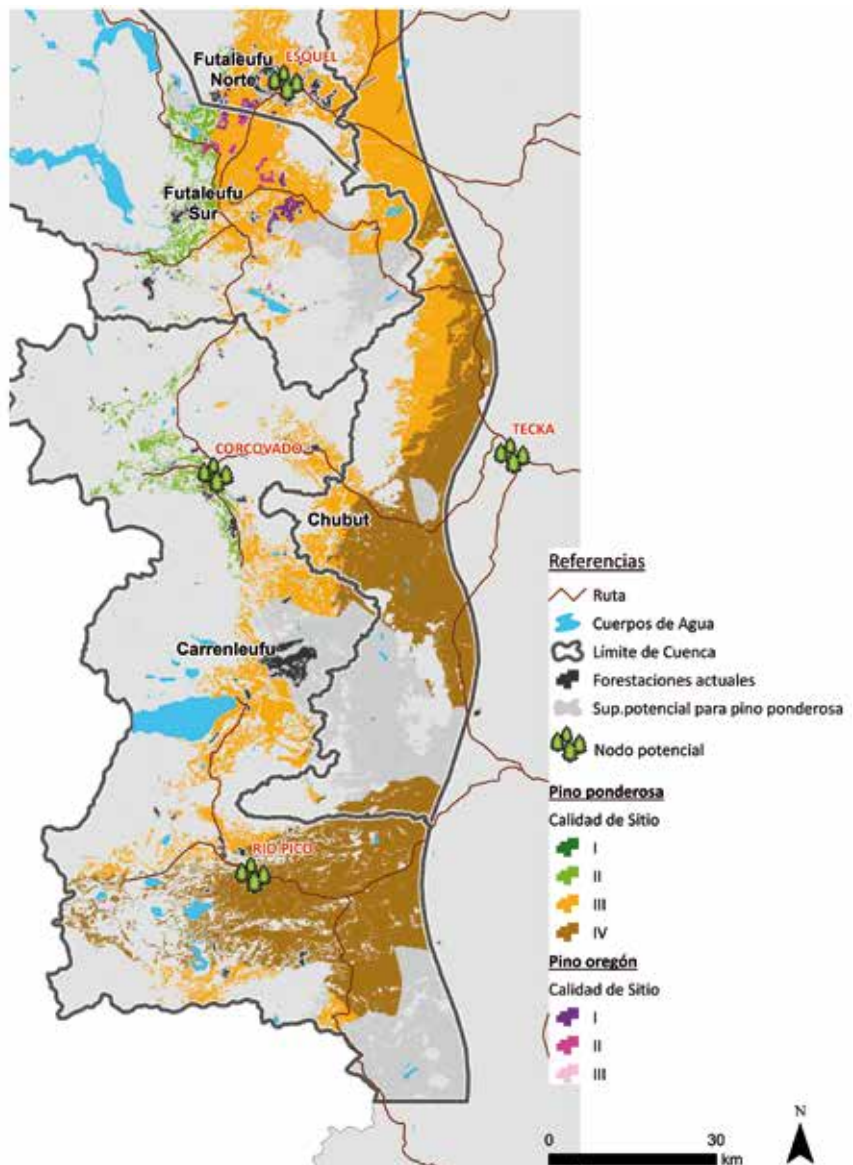 Futaleufu
Norte
ESQUEL
Futaleufu
Sur
TECKA
CORCOVADO
Chubut
Carrenleufu
RIO PICO
Referencias
Ruta
Cuerpos de Agua
Límite de Cuenca
Forestaciones actuales
Sup.potencial para pino ponderosa
Nodo potencial
Pino ponderosa
Calidad de Sitio
I
II
III
IV
Pino oregón
Calidad de Sitio
I
II
III
N
0 30
km